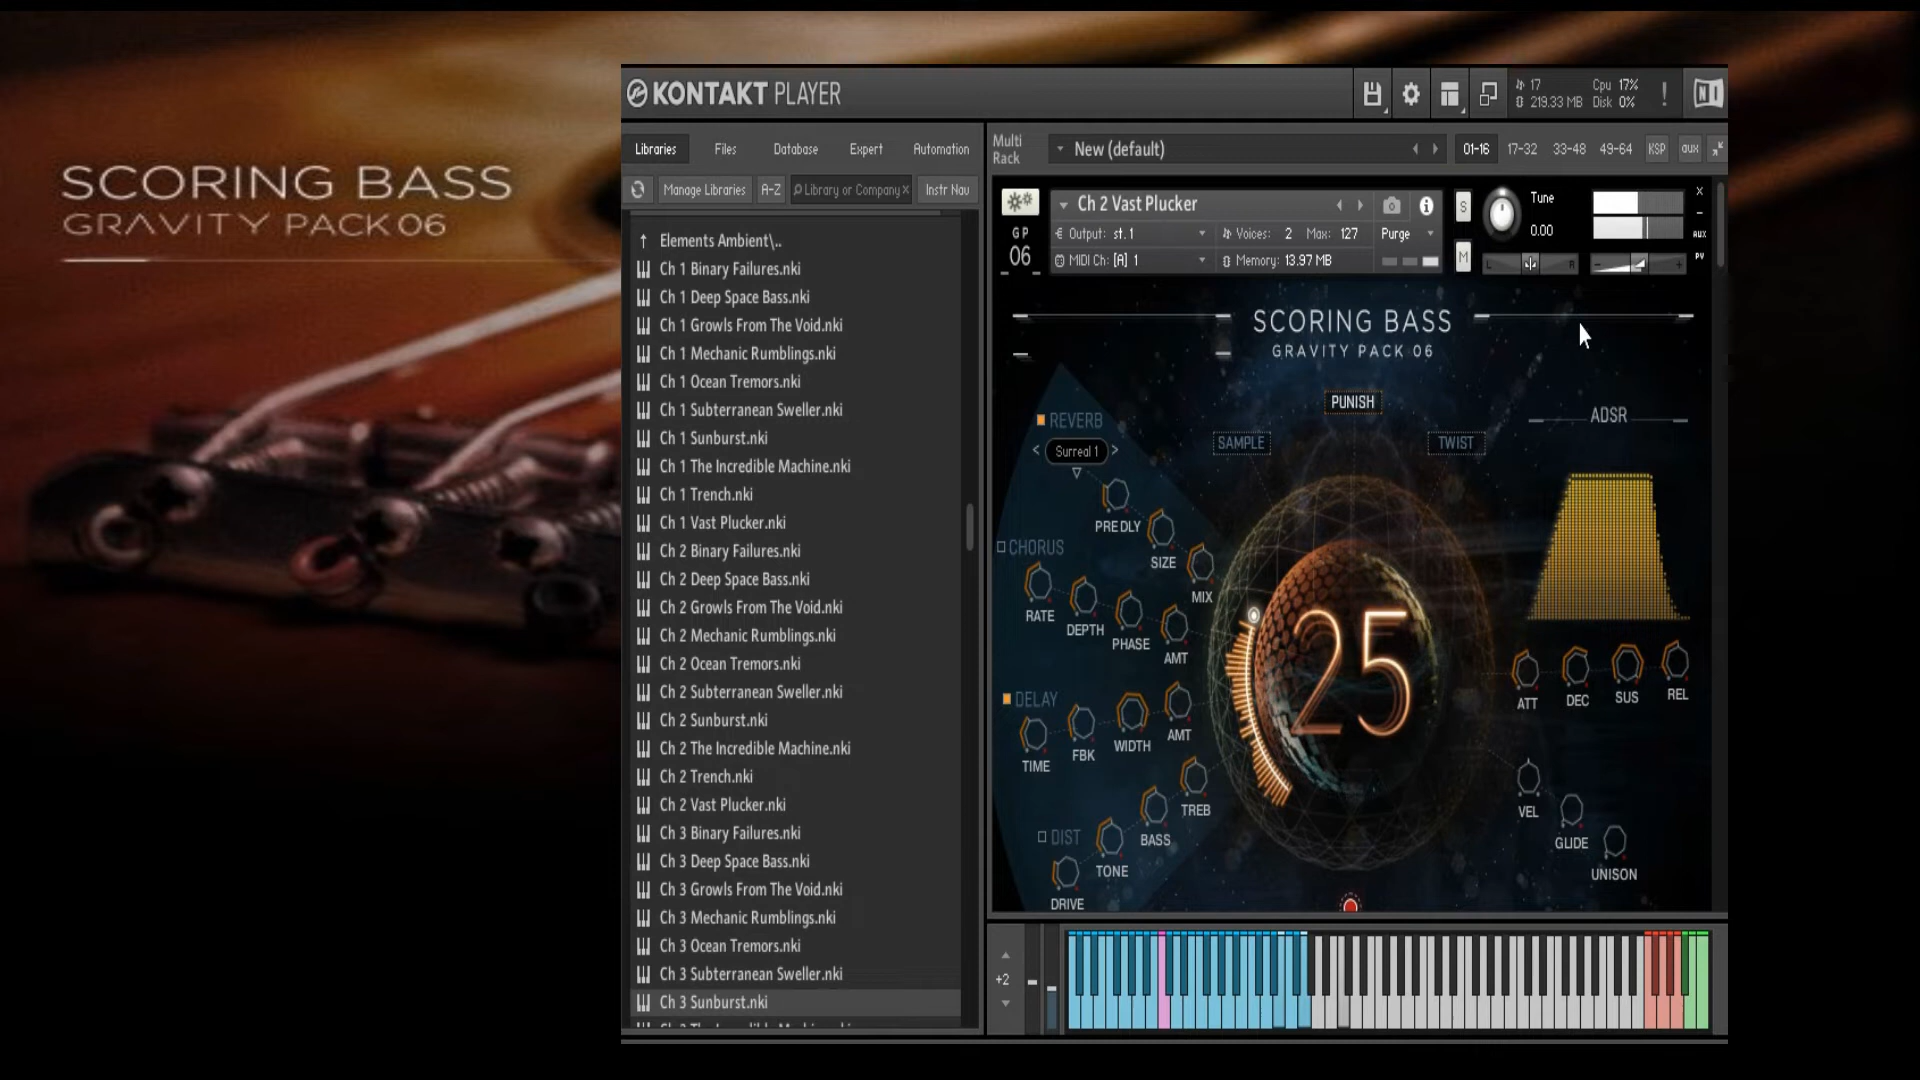 SCORING BASS
GRAVITY PACK 06
KONTAKT PLAYER
17
219.33 MB
Cpu 17%
Disk 0%
!
Libraries
Files
Database
Expert
Automation
Manage Libraries
A-Z
Library or Company
×
Instr Nav
Multi
Rack
New (default)
01-16
17-32
33-48
49-64
KSP
aux
Elements Ambient\..
Ch 1 Binary Failures.nki
Ch 1 Deep Space Bass.nki
Ch 1 Growls From The Void.nki
Ch 1 Mechanic Rumblings.nki
Ch 1 Ocean Tremors.nki
Ch 1 Subterranean Sweller.nki
Ch 1 Sunburst.nki
Ch 1 The Incredible Machine.nki
Ch 1 Trench.nki
Ch 1 Vast Plucker.nki
Ch 2 Binary Failures.nki
Ch 2 Deep Space Bass.nki
Ch 2 Growls From The Void.nki
Ch 2 Mechanic Rumblings.nki
Ch 2 Ocean Tremors.nki
Ch 2 Subterranean Sweller.nki
Ch 2 Sunburst.nki
Ch 2 The Incredible Machine.nki
Ch 2 Trench.nki
Ch 2 Vast Plucker.nki
Ch 3 Binary Failures.nki
Ch 3 Deep Space Bass.nki
Ch 3 Growls From The Void.nki
Ch 3 Mechanic Rumblings.nki
Ch 3 Ocean Tremors.nki
Ch 3 Subterranean Sweller.nki
Ch 3 Sunburst.nki
GP
06
Ch 2 Vast Plucker
Output: st.1
Voices: 2 Max: 127
Purge
MIDI Ch: [A] 1
Memory: 13.97 MB
S
M
Tune
0.00
L
R
-
+
X
-
AUX
PV
SCORING BASS
GRAVITY PACK 06
PUNISH
SAMPLE
TWIST
ADSR
REVERB
< Surreal 1 >
PRE DLY
SIZE
MIX
CHORUS
RATE
DEPTH
PHASE
AMT
DELAY
TIME
FBK
WIDTH
AMT
DIST
DRIVE
TONE
BASS
TREB
25
ATT
DEC
SUS
REL
VEL
GLIDE
UNISON
+2